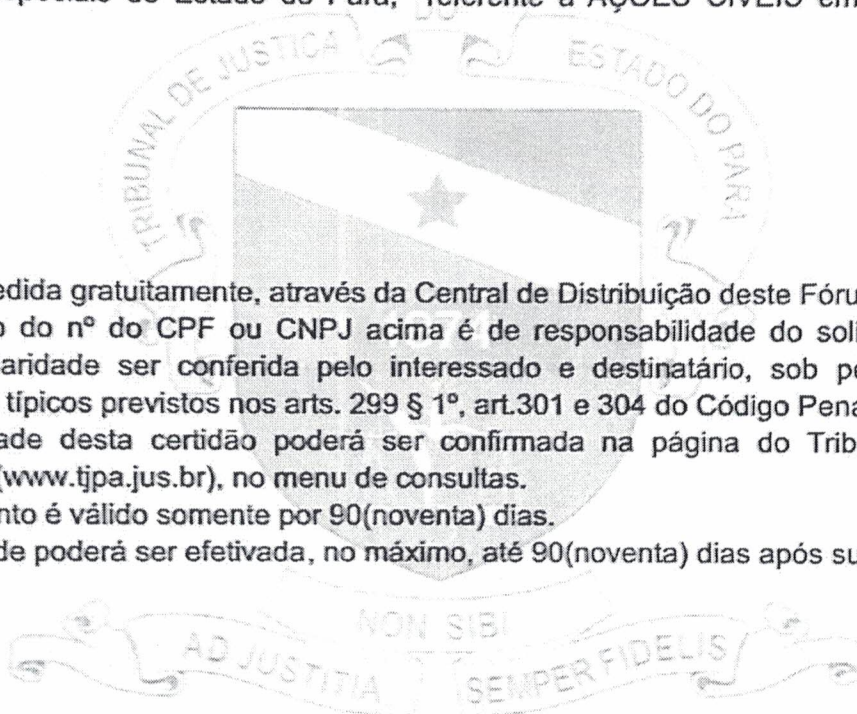 do Estado do Pará, referente a AÇÕES CÍVEIS em
DO
TRIBUNAL DE JUSTIÇA
ESTADO DO PARÁ
edida gratuitamente, através da Central de Distribuição deste Fóru
o do nº do CPF ou CNPJ acima é de responsabilidade do soli
aridade ser conferida pelo interessado e destinatário, sob pe
típicos previstos nos arts. 299 § 1º, art.301 e 304 do Código Pena
ade desta certidão poderá ser confirmada na página do Trib
(www.tjpa.jus.br), no menu de consultas.
nto é válido somente por 90(noventa) dias.
de poderá ser efetivada, no máximo, até 90(noventa) dias após su
NON SIBI
AD JUSTITIA
SEMPER FIDELIS